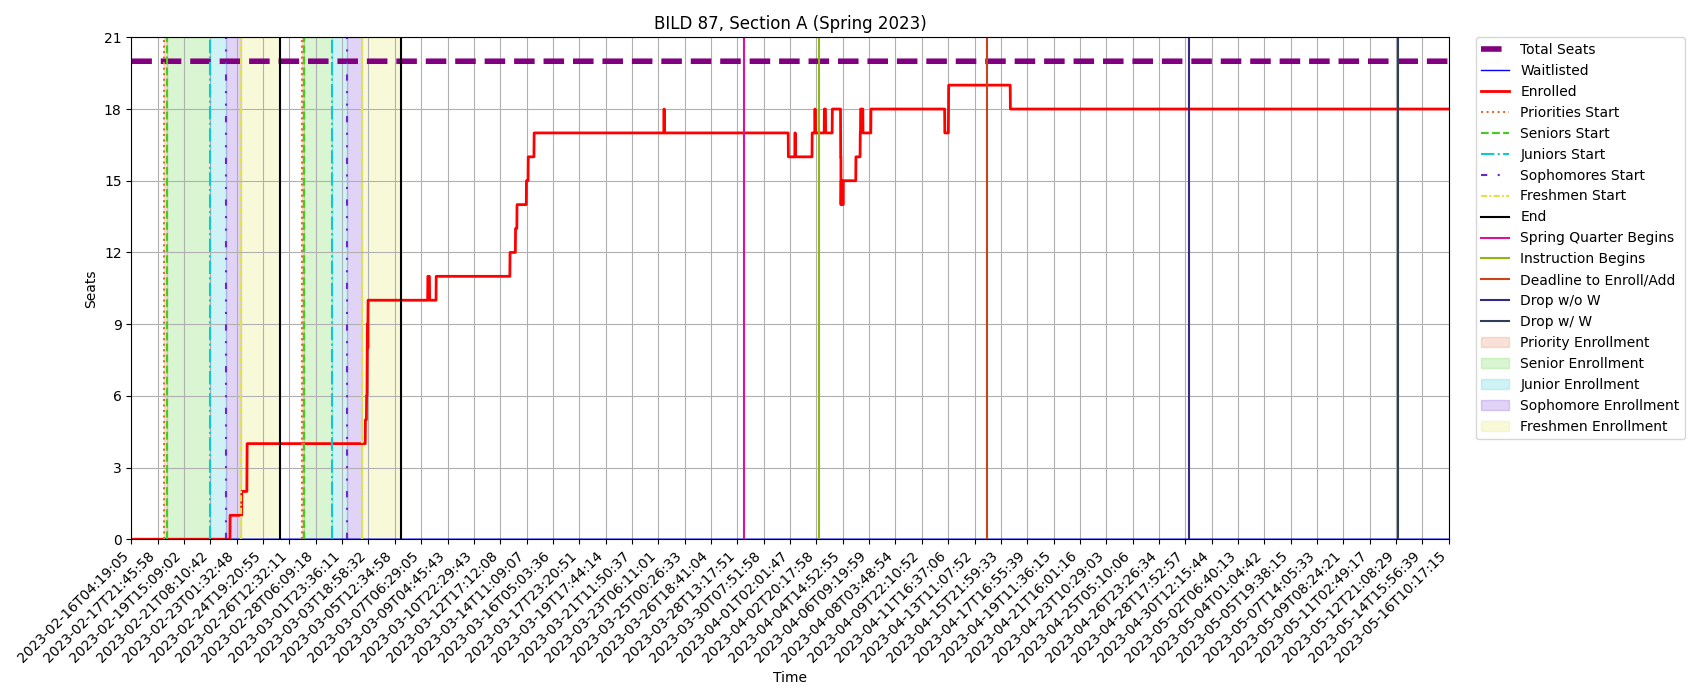 BILD 87, Section A (Spring 2023)
21
18
15
12
9
6
3
0
Seats
2023-02-16T04:19:05
2023-02-17T21:45:58
2023-02-19T15:09:02
2023-02-21T08:10:42
2023-02-23T01:32:48
2023-02-24T19:20:55
2023-02-26T12:32:11
2023-02-28T06:09:18
2023-03-01T23:36:11
2023-03-03T18:58:32
2023-03-05T12:34:58
2023-03-07T06:29:05
2023-03-09T04:45:43
2023-03-10T22:29:43
2023-03-12T17:12:08
2023-03-14T11:09:07
2023-03-16T05:03:36
2023-03-17T23:20:51
2023-03-19T17:44:14
2023-03-21T11:50:37
2023-03-23T06:11:01
2023-03-25T00:26:33
2023-03-26T18:41:04
2023-03-28T13:17:51
2023-03-30T07:51:58
2023-04-01T02:01:47
2023-04-02T20:17:58
2023-04-04T14:52:55
2023-04-06T09:19:59
2023-04-08T03:48:54
2023-04-09T22:10:52
2023-04-11T16:37:06
2023-04-13T11:07:52
2023-04-15T21:59:33
2023-04-17T16:55:39
2023-04-19T11:36:15
2023-04-21T06:01:16
2023-04-23T10:29:03
2023-04-25T05:10:06
2023-04-26T23:26:34
2023-04-28T17:52:57
2023-04-30T12:15:44
2023-05-02T06:40:13
2023-05-04T01:04:42
2023-05-05T19:38:15
2023-05-07T14:05:33
2023-05-09T08:24:21
2023-05-11T02:49:17
2023-05-12T21:08:29
2023-05-14T15:56:39
2023-05-16T10:17:15
Time
Total Seats
Waitlisted
Enrolled
Priorities Start
Seniors Start
Juniors Start
Sophomores Start
Freshmen Start
End
Spring Quarter Begins
Instruction Begins
Deadline to Enroll/Add
Drop w/o W
Drop w/ W
Priority Enrollment
Senior Enrollment
Junior Enrollment
Sophomore Enrollment
Freshmen Enrollment